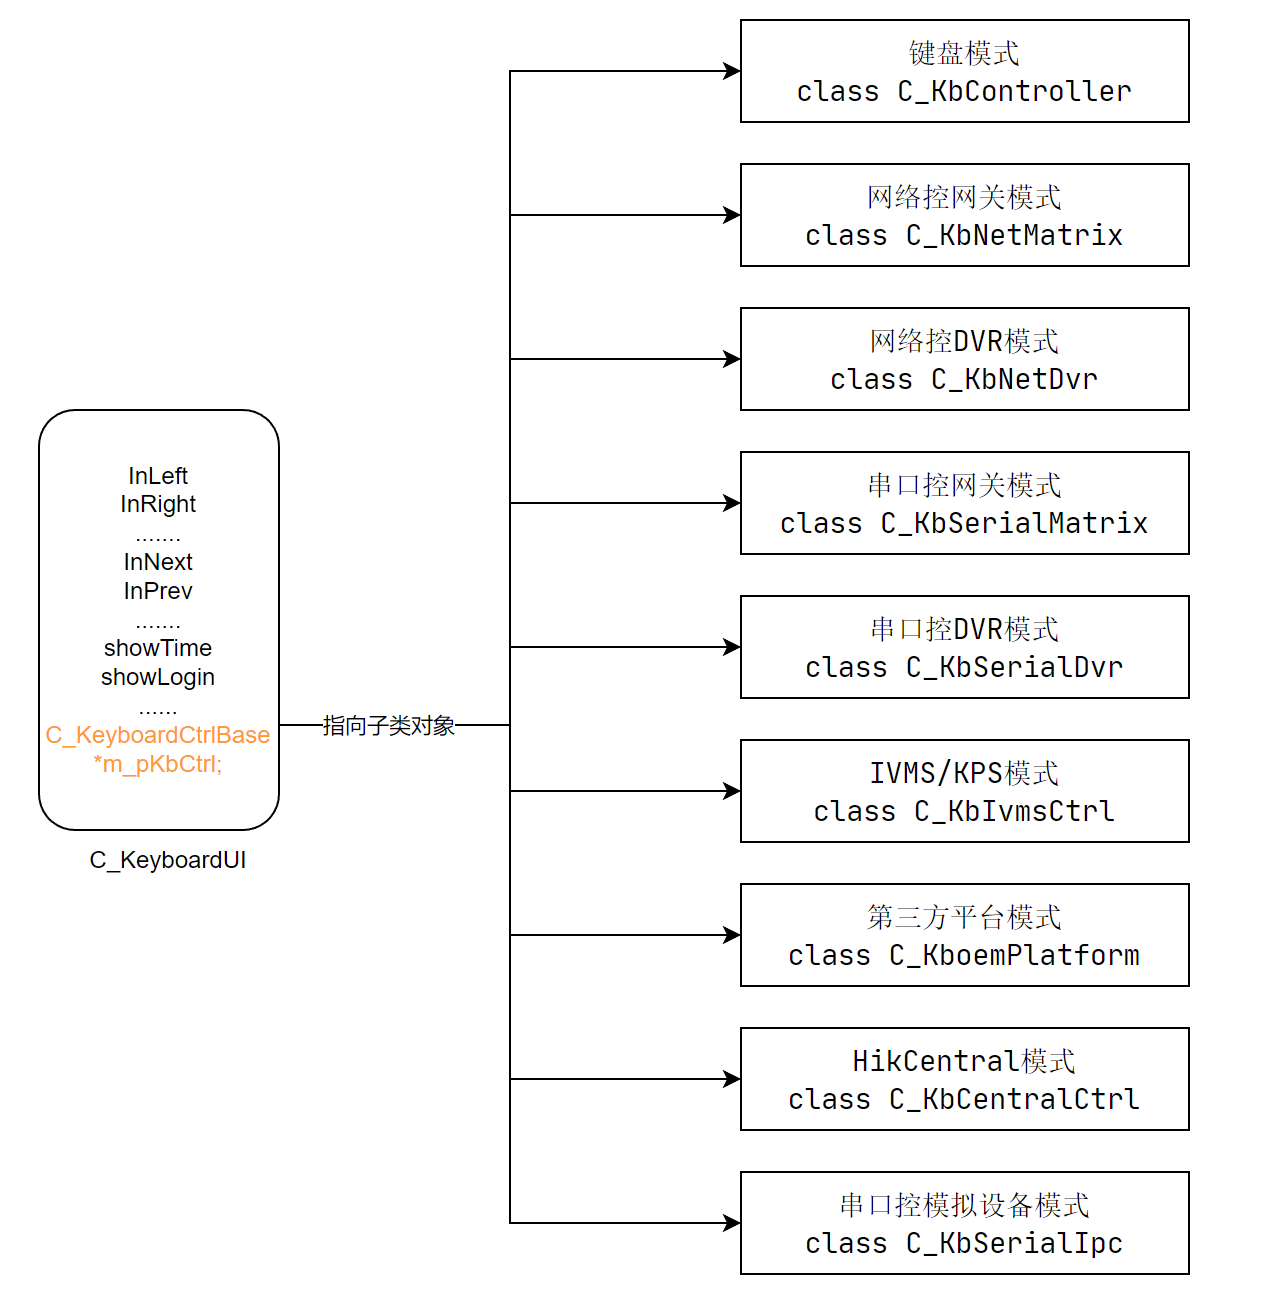 InLeft
InRight
.......
InNext
InPrev
.......
showTime
showLogin
......
C_KeyboardCtrlBase
*m_pKbCtrl;
C_KeyboardUI
指向子类对象
键盘模式
class C_KbController
网络控网关模式
class C_KbNetMatrix
网络控DVR模式
class C_KbNetDvr
串口控网关模式
class C_KbSerialMatrix
串口控DVR模式
class C_KbSerialDvr
IVMS/KPS模式
class C_KbIvmsCtrl
第三方平台模式
class C_KboemPlatform
HikCentral模式
class C_KbCentralCtrl
串口控模拟设备模式
class C_KbSerialIpc